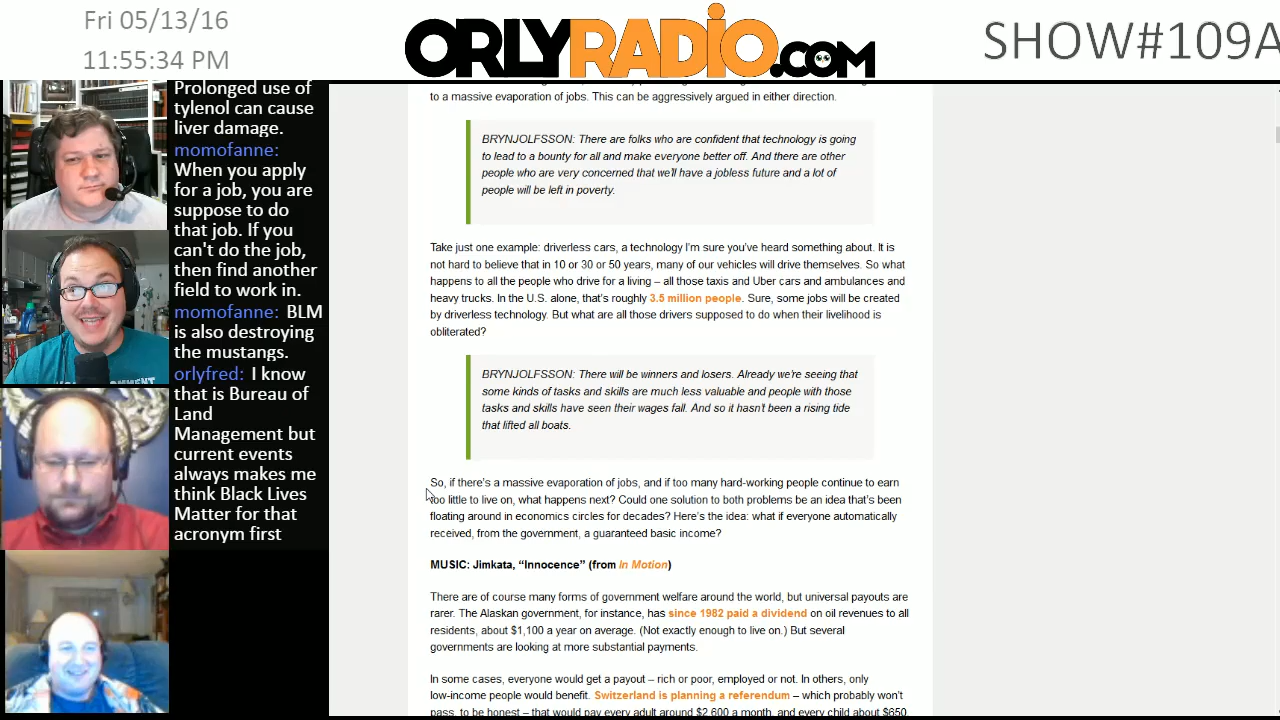 Fri 05/13/16
11:55:34 PM
ORLYRADIO.COM
SHOW#109A
Prolonged use of
tylenol can cause
liver damage.
momofanne:
When you apply
for a job, you are
suppose to do
that job. If you
can't do the job,
then find another
field to work in.
momofanne: BLM
is also destroying
the mustangs.
orlyfred: I know
that is Bureau of
Land
Management but
current events
always makes me
think Black Lives
Matter for that
acronym first
to a massive evaporation of jobs. This can be aggressively argued in either direction.
BRYNJOLFSSON: There are folks who are confident that technology is going
to lead to a bounty for all and make everyone better off. And there are other
people who are very concerned that we'll have a jobless future and a lot of
people will be left in poverty.
Take just one example: driverless cars, a technology I'm sure you've heard something about. It is
not hard to believe that in 10 or 30 or 50 years, many of our vehicles will drive themselves. So what
happens to all the people who drive for a living – all those taxis and Uber cars and ambulances and
heavy trucks. In the U.S. alone, that's roughly 3.5 million people. Sure, some jobs will be created
by driverless technology. But what are all those drivers supposed to do when their livelihood is
obliterated?
BRYNJOLFSSON: There will be winners and losers. Already we're seeing that
some kinds of tasks and skills are much less valuable and people with those
tasks and skills have seen their wages fall. And so it hasn't been a rising tide
that lifted all boats.
So, if there's a massive evaporation of jobs, and if too many hard-working people continue to earn
too little to live on, what happens next? Could one solution to both problems be an idea that's been
floating around in economics circles for decades? Here's the idea: what if everyone automatically
received, from the government, a guaranteed basic income?
MUSIC: Jimkata, “Innocence” (from In Motion)
There are of course many forms of government welfare around the world, but universal payouts are
rarer. The Alaskan government, for instance, has since 1982 paid a dividend on oil revenues to all
residents, about $1,100 a year on average. (Not exactly enough to live on.) But several
governments are looking at more substantial payments.
In some cases, everyone would get a payout – rich or poor, employed or not. In others, only
low-income people would benefit. Switzerland is planning a referendum – which probably won't
pass, to be honest – that would pay every adult around $2,600 a month, and every child about $650